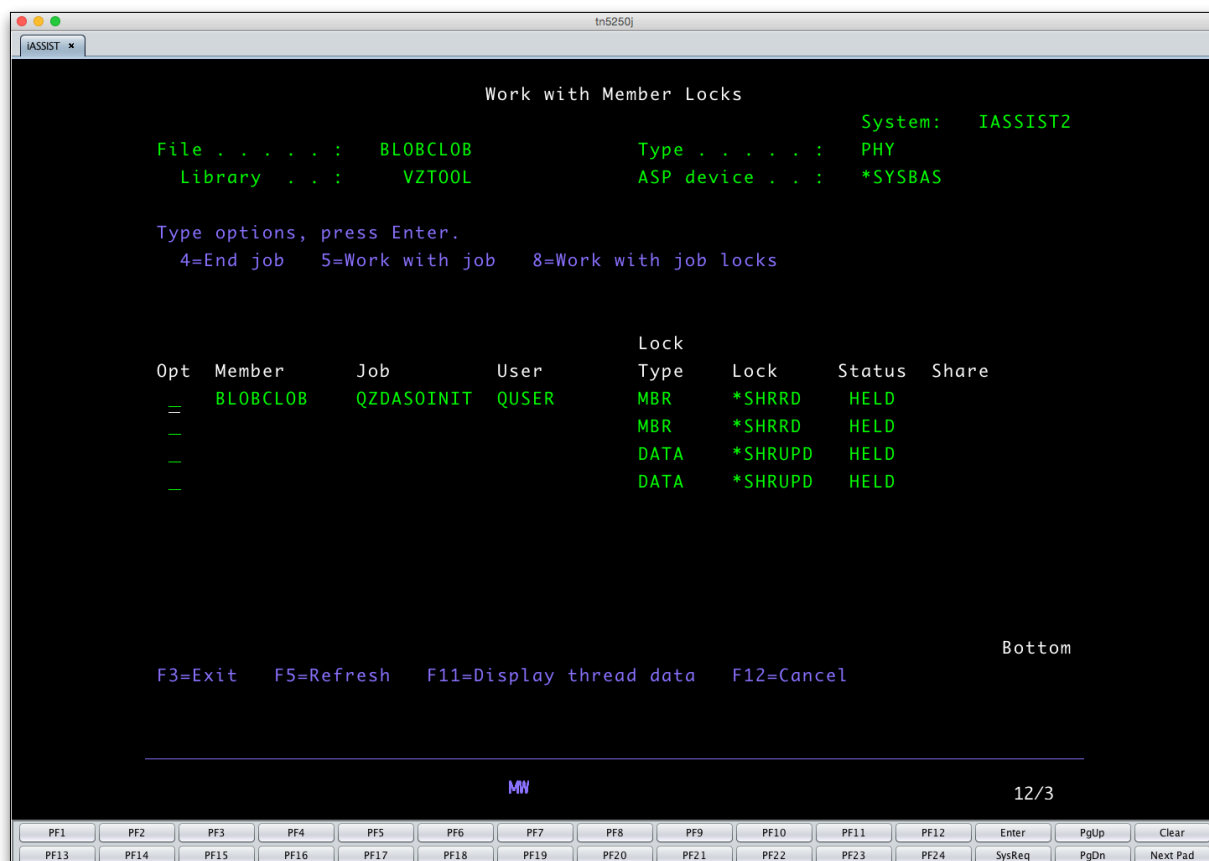 tn5250j
iASSIST ×
Work with Member Locks
System: IASSIST2
File . . . . . : BLOBCLOB Type . . . . . : PHY
Library . . : VZTOOL ASP device . . : *SYSBAS
Type options, press Enter.
4=End job 5=Work with job 8=Work with job locks
Lock
Opt Member Job User Type Lock Status Share
_ BLOBCLOB QZDASOINIT QUSER MBR *SHRRD HELD
_ MBR *SHRRD HELD
_ DATA *SHRUPD HELD
_ DATA *SHRUPD HELD
Bottom
F3=Exit F5=Refresh F11=Display thread data F12=Cancel
MW 12/3
PF1 PF2 PF3 PF4 PF5 PF6 PF7 PF8 PF9 PF10 PF11 PF12 Enter PgUp Clear
PF13 PF14 PF15 PF16 PF17 PF18 PF19 PF20 PF21 PF22 PF23 PF24 SysReq PgDn Next Pad